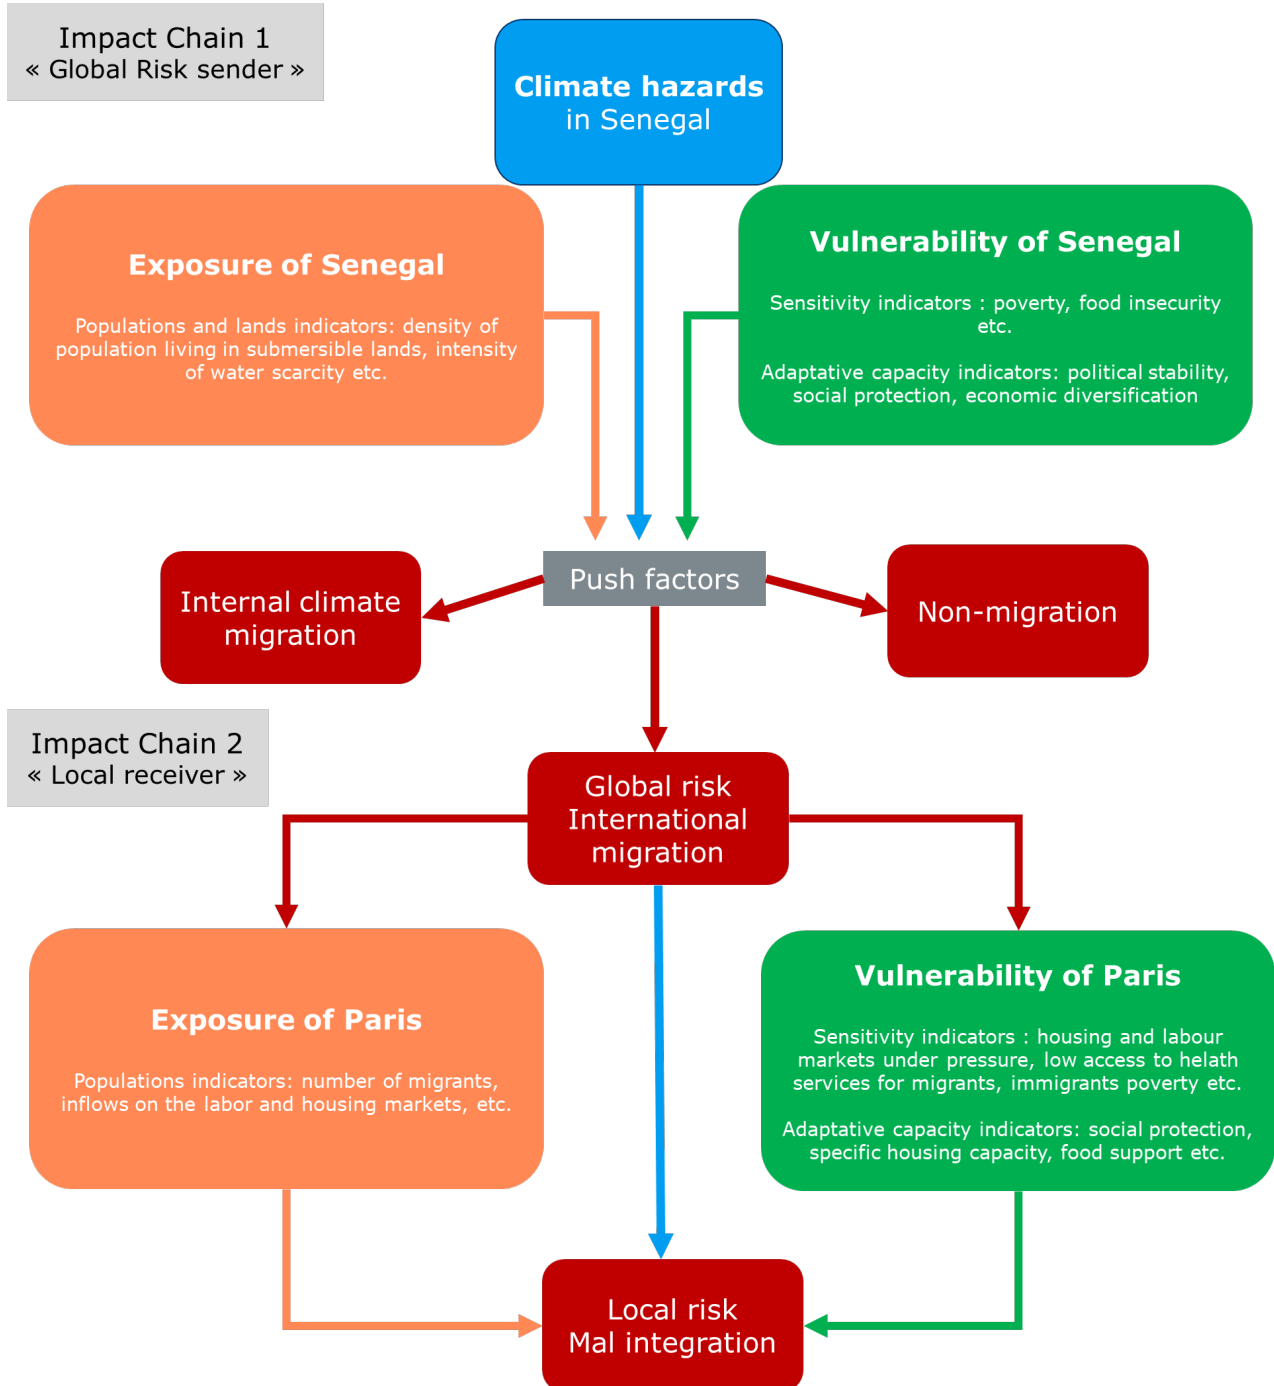 Impact Chain 1
« Global Risk sender »
Climate hazards
in Senegal
Exposure of Senegal
Populations and lands indicators: density of
population living in submersible lands, intensity
of water scarcity etc.
Vulnerability of Senegal
Sensitivity indicators : poverty, food insecurity
etc.
Adaptative capacity indicators: political stability,
social protection, economic diversification
Push factors
Internal climate
migration
Non-migration
Impact Chain 2
« Local receiver »
Global risk
International
migration
Exposure of Paris
Populations indicators: number of migrants,
inflows on the labor and housing markets, etc.
Vulnerability of Paris
Sensitivity indicators : housing and labour
markets under pressure, low access to helath
services for migrants, immigrants poverty etc.
Adaptative capacity indicators: social protection,
specific housing capacity, food support etc.
Local risk
Mal integration